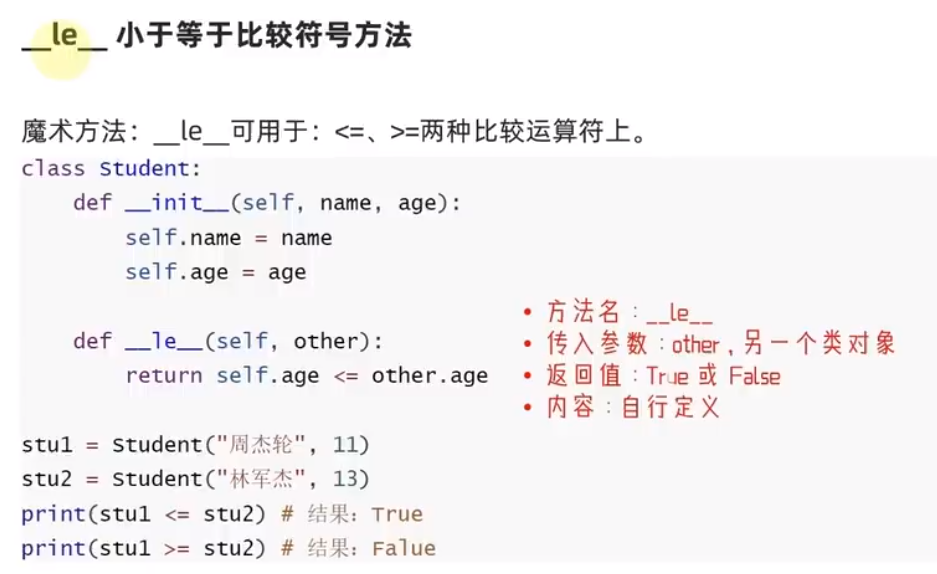 __le__ 小于等于比较符号方法
魔术方法：__le__可用于：<=、>=两种比较运算符上。
class Student:
    def __init__(self, name, age):
        self.name = name
        self.age = age
    def __le__(self, other):
        return self.age <= other.age
• 方法名：__le__
• 传入参数：other，另一个类对象
• 返回值：True 或 False
• 内容：自行定义
stu1 = Student("周杰轮", 11)
stu2 = Student("林军杰", 13)
print(stu1 <= stu2) # 结果：True
print(stu1 >= stu2) # 结果：Falue